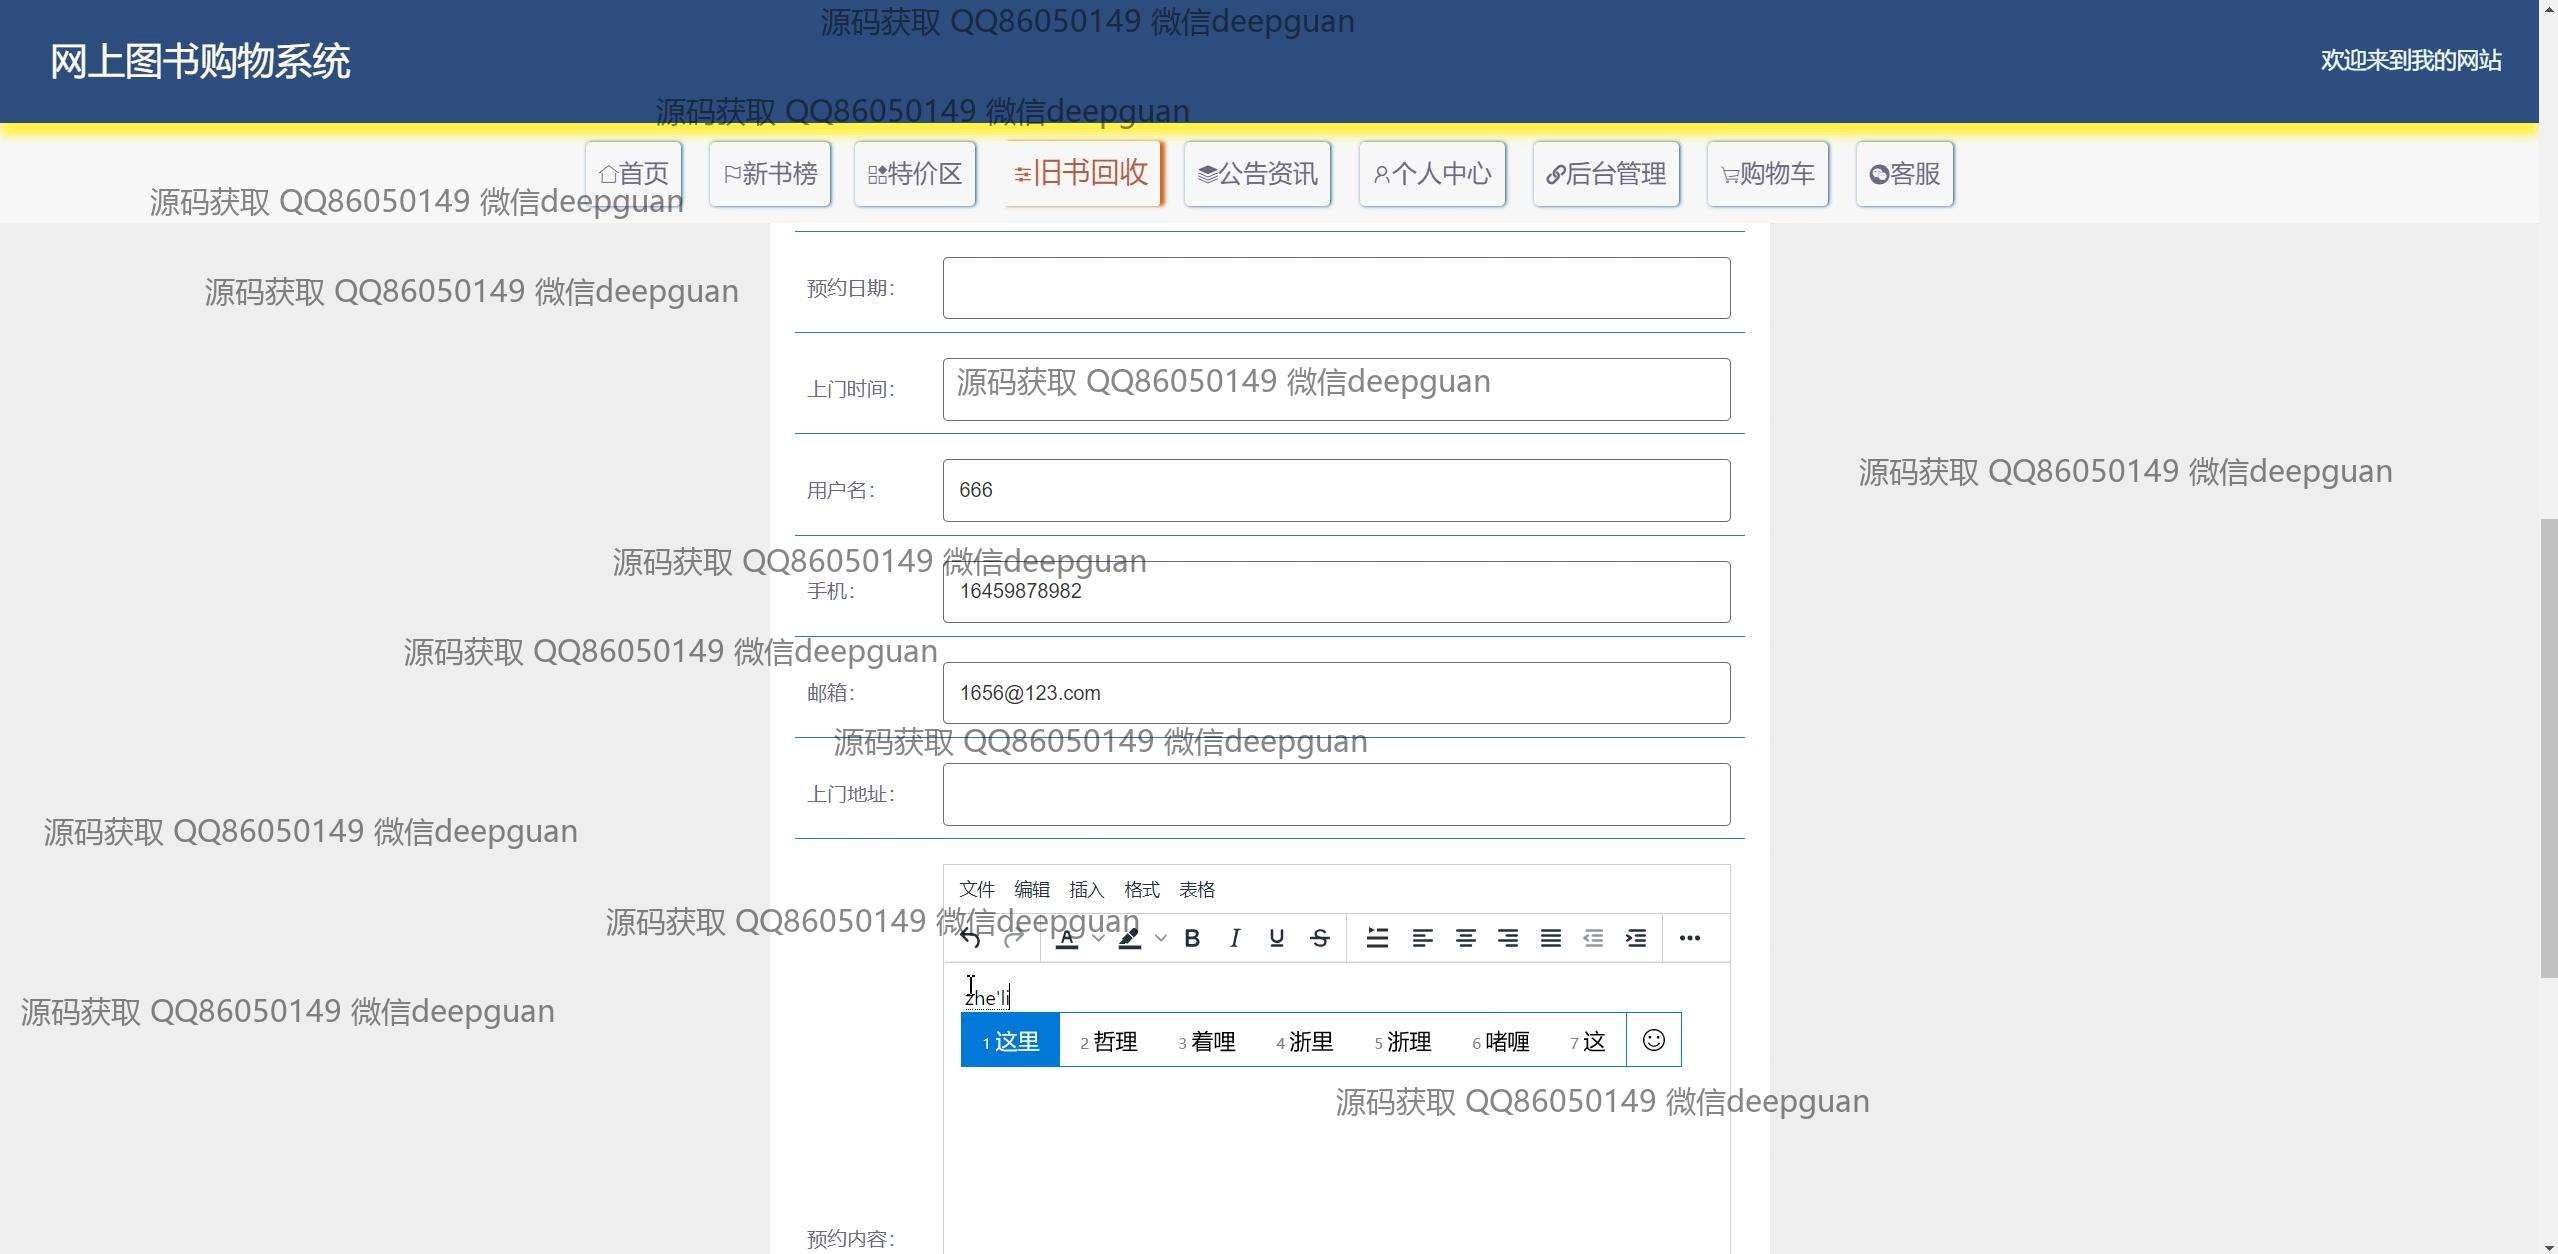 源码获取 QQ86050149 微信deepguan
网上图书购物系统
欢迎来到我的网站
源码获取 QQ86050149 微信deepguan
首页 新书榜 特价区 旧书回收 公告资讯 个人中心 后台管理 购物车 客服
源码获取 QQ86050149 微信deepguan
预约日期：
源码获取 QQ86050149 微信deepguan
上门时间：
源码获取 QQ86050149 微信deepguan
源码获取 QQ86050149 微信deepguan
用户名： 666
源码获取 QQ86050149 微信deepguan
手机： 16459878982
源码获取 QQ86050149 微信deepguan
邮箱： 1656@123.com
源码获取 QQ86050149 微信deepguan
上门地址：
源码获取 QQ86050149 微信deepguan
文件 编辑 插入 格式 表格
源码获取 QQ86050149 微信deepguan
zhe'li
源码获取 QQ86050149 微信deepguan
1 这里 2 哲理 3 着哩 4 浙里 5 浙理 6 啫喱 7 这
源码获取 QQ86050149 微信deepguan
预约内容：